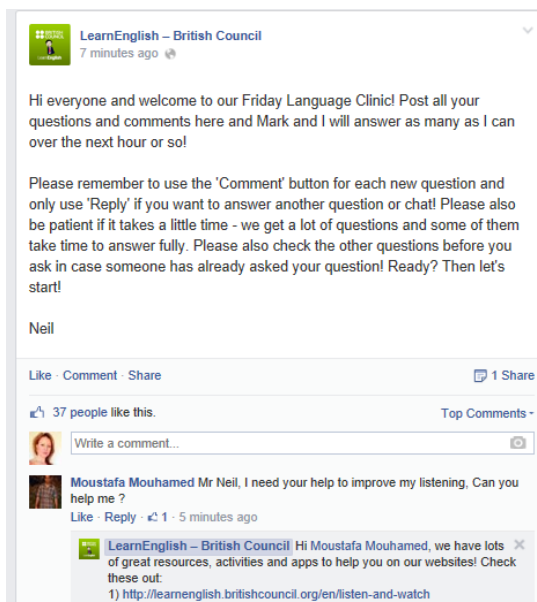 LearnEnglish – British Council
7 minutes ago
Hi everyone and welcome to our Friday Language Clinic! Post all your
questions and comments here and Mark and I will answer as many as I can
over the next hour or so!
Please remember to use the 'Comment' button for each new question and
only use 'Reply' if you want to answer another question or chat! Please also
be patient if it takes a little time - we get a lot of questions and some of them
take time to answer fully. Please also check the other questions before you
ask in case someone has already asked your question! Ready? Then let's
start!
Neil
Like · Comment · Share
1 Share
37 people like this.
Top Comments
Write a comment...
Moustafa Mouhamed Mr Neil, I need your help to improve my listening, Can you
help me ?
Like · Reply · 1 · 5 minutes ago
LearnEnglish – British Council Hi Moustafa Mouhamed, we have lots
of great resources, activities and apps to help you on our websites! Check
these out:
1) http://learnenglish.britishcouncil.org/en/listen-and-watch